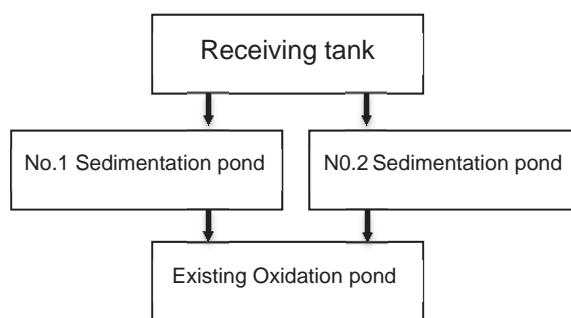 Receiving tank
No.1 Sedimentation pond
N0.2 Sedimentation pond
Existing Oxidation pond